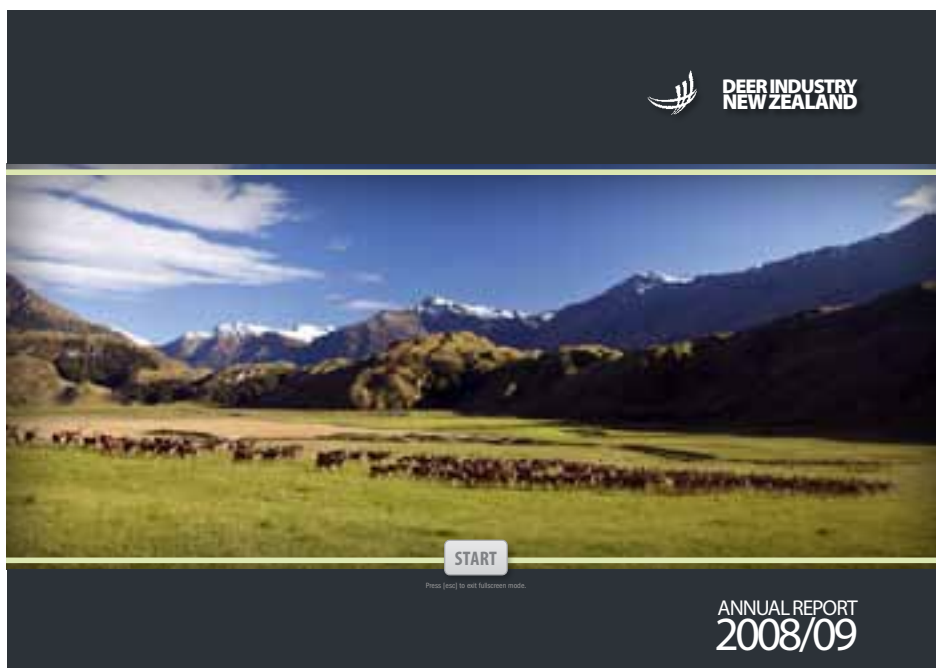 DEER INDUSTRY
NEW ZEALAND
START
Press [esc] to exit fullscreen mode.
ANNUAL REPORT
2008/09